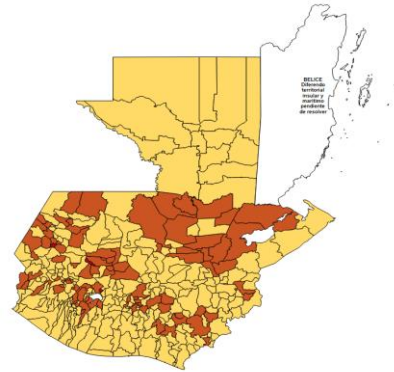 BELICE
Diferendo
territorial
insular y
marítimo
pendiente
de resolver